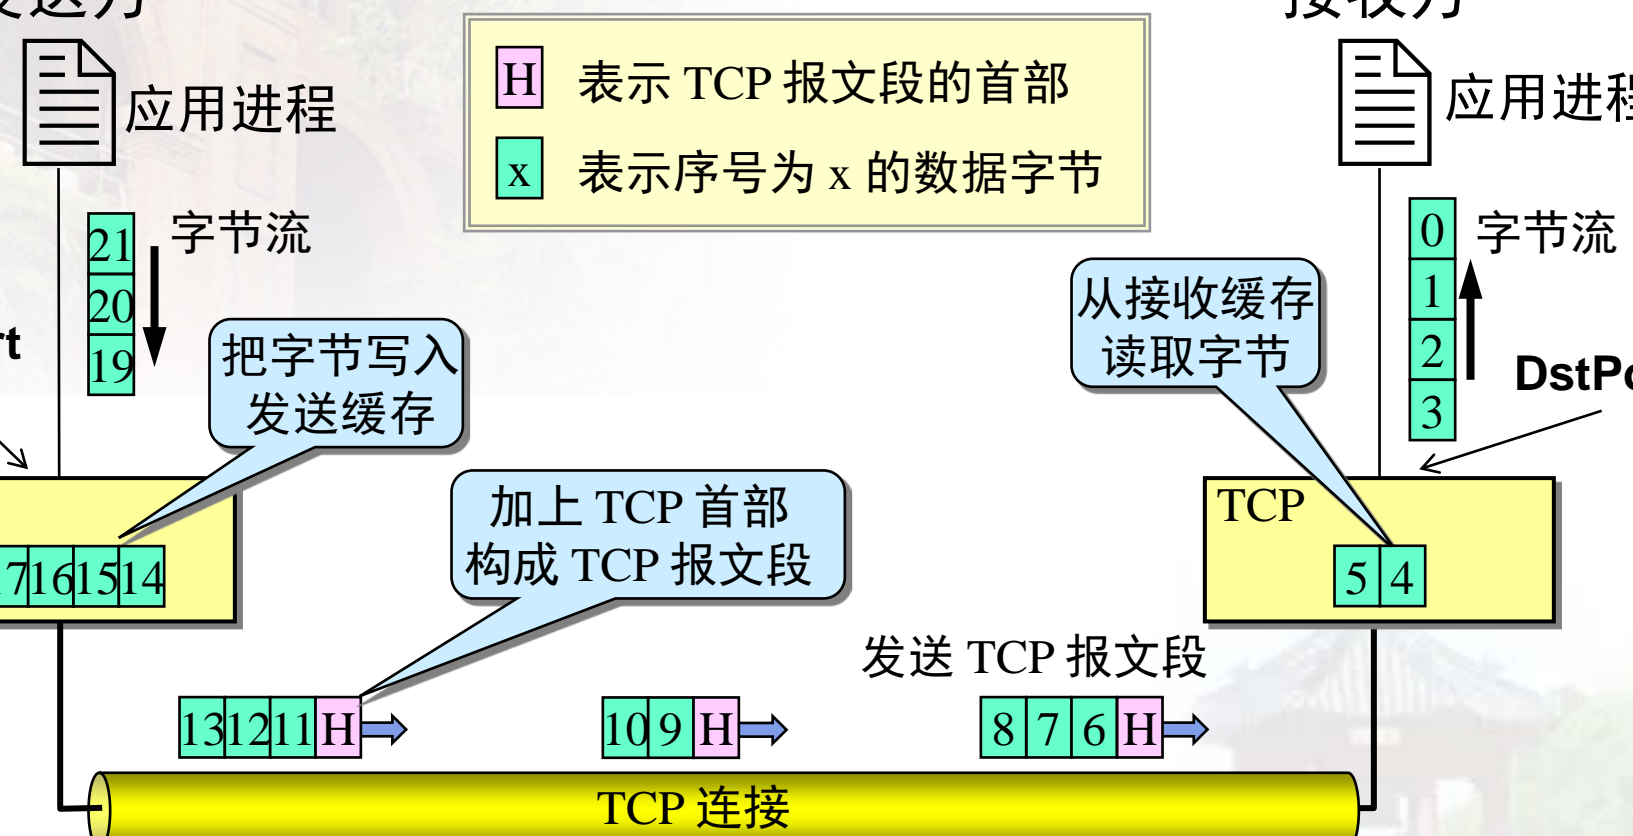 H 表示 TCP 报文段的首部
x 表示序号为 x 的数据字节
应用进程
应用进程
21
20
19
字节流
0
1
2
3
字节流
把字节写入
发送缓存
从接收缓存
读取字节
DstPo
加上 TCP 首部
构成 TCP 报文段
TCP
7 16 15 14
5 4
发送 TCP 报文段
13 12 11 H
10 9 H
8 7 6 H
TCP 连接